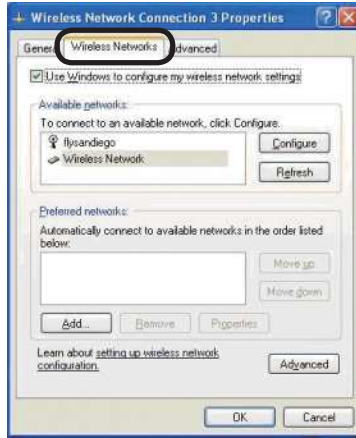 Wireless Network Connection 3 Properties
General Wireless Networks Advanced
Use Windows to configure my wireless network settings
Available networks:
To connect to an available network, click Configure.
flysandiego
Configure
Wireless Network
Refresh
Preferred networks:
Automatically connect to available networks in the order listed
below:
Move up
Move down
Add... Remove Properties
Learn about setting up wireless network
configuration.
Advanced
OK Cancel